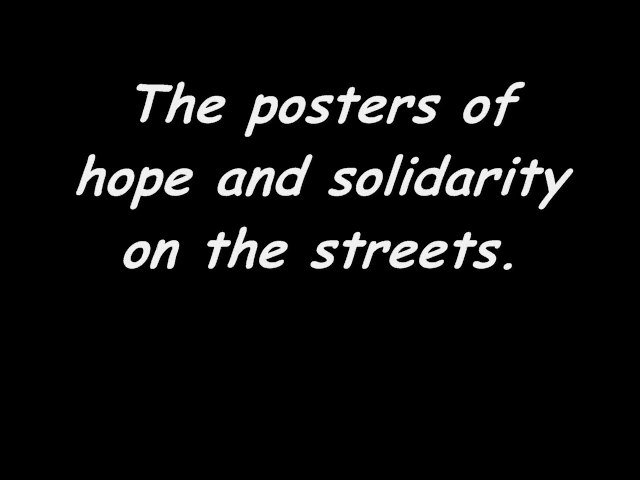 The posters of
hope and solidarity
on the streets.